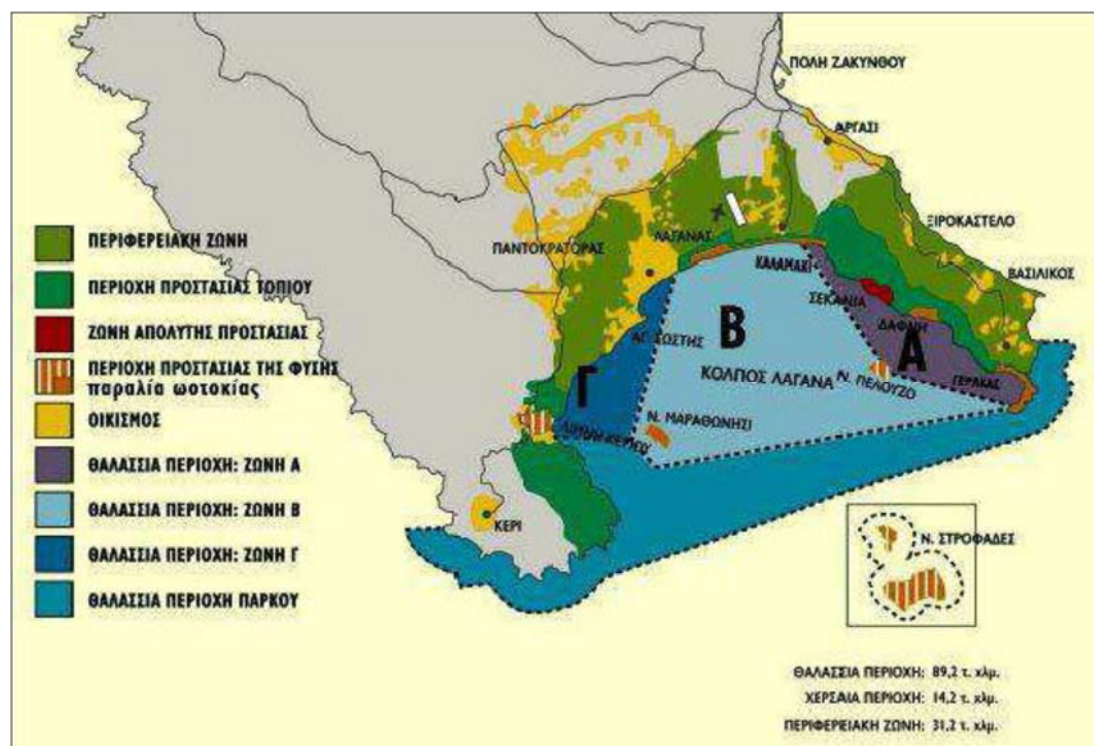 ΠΟΛΗ ΖΑΚΥΝΘΟΥ
ΑΡΓΑΣΙ
ΞΙΡΟΚΑΣΤΕΛΟ
ΛΑΓΑΝΑΣ
ΠΑΝΤΟΚΡΑΤΟΡΑΣ
ΚΑΛΑΜΑΚΙ
ΒΑΣΙΛΙΚΟΣ
ΣΕΚΑΝΙΑ
ΔΑΦΝΗ
Β
ΑΓ. ΣΩΣΤΗΣ
Α
ΚΟΛΠΟΣ ΛΑΓΑΝΑ
Ν. ΠΕΛΟΥΖΟ
ΓΕΡΑΚΑΣ
Γ
Ν. ΜΑΡΑΘΩΝΗΣΙ
ΚΕΡΙ
Ν. ΣΤΡΟΦΑΔΕΣ
ΠΕΡΙΦΕΡΕΙΑΚΗ ΖΩΝΗ
ΠΕΡΙΟΧΗ ΠΡΟΣΤΑΣΙΑΣ ΤΟΠΙΟΥ
ΖΩΝΗ ΑΠΟΛΥΤΗΣ ΠΡΟΣΤΑΣΙΑΣ
ΠΕΡΙΟΧΗ ΠΡΟΣΤΑΣΙΑΣ ΤΗΣ ΦΥΣΗΣ
παραλία ωοτοκίας
ΟΙΚΙΣΜΟΣ
ΘΑΛΑΣΣΙΑ ΠΕΡΙΟΧΗ: ΖΩΝΗ Α
ΘΑΛΑΣΣΙΑ ΠΕΡΙΟΧΗ: ΖΩΝΗ Β
ΘΑΛΑΣΣΙΑ ΠΕΡΙΟΧΗ: ΖΩΝΗ Γ
ΘΑΛΑΣΣΙΑ ΠΕΡΙΟΧΗ ΠΑΡΚΟΥ
ΘΑΛΑΣΣΙΑ ΠΕΡΙΟΧΗ: 89,2 τ. χλμ.
ΧΕΡΣΑΙΑ ΠΕΡΙΟΧΗ: 14,2 τ. χλμ.
ΠΕΡΙΦΕΡΕΙΑΚΗ ΖΩΝΗ: 31,2 τ. χλμ.